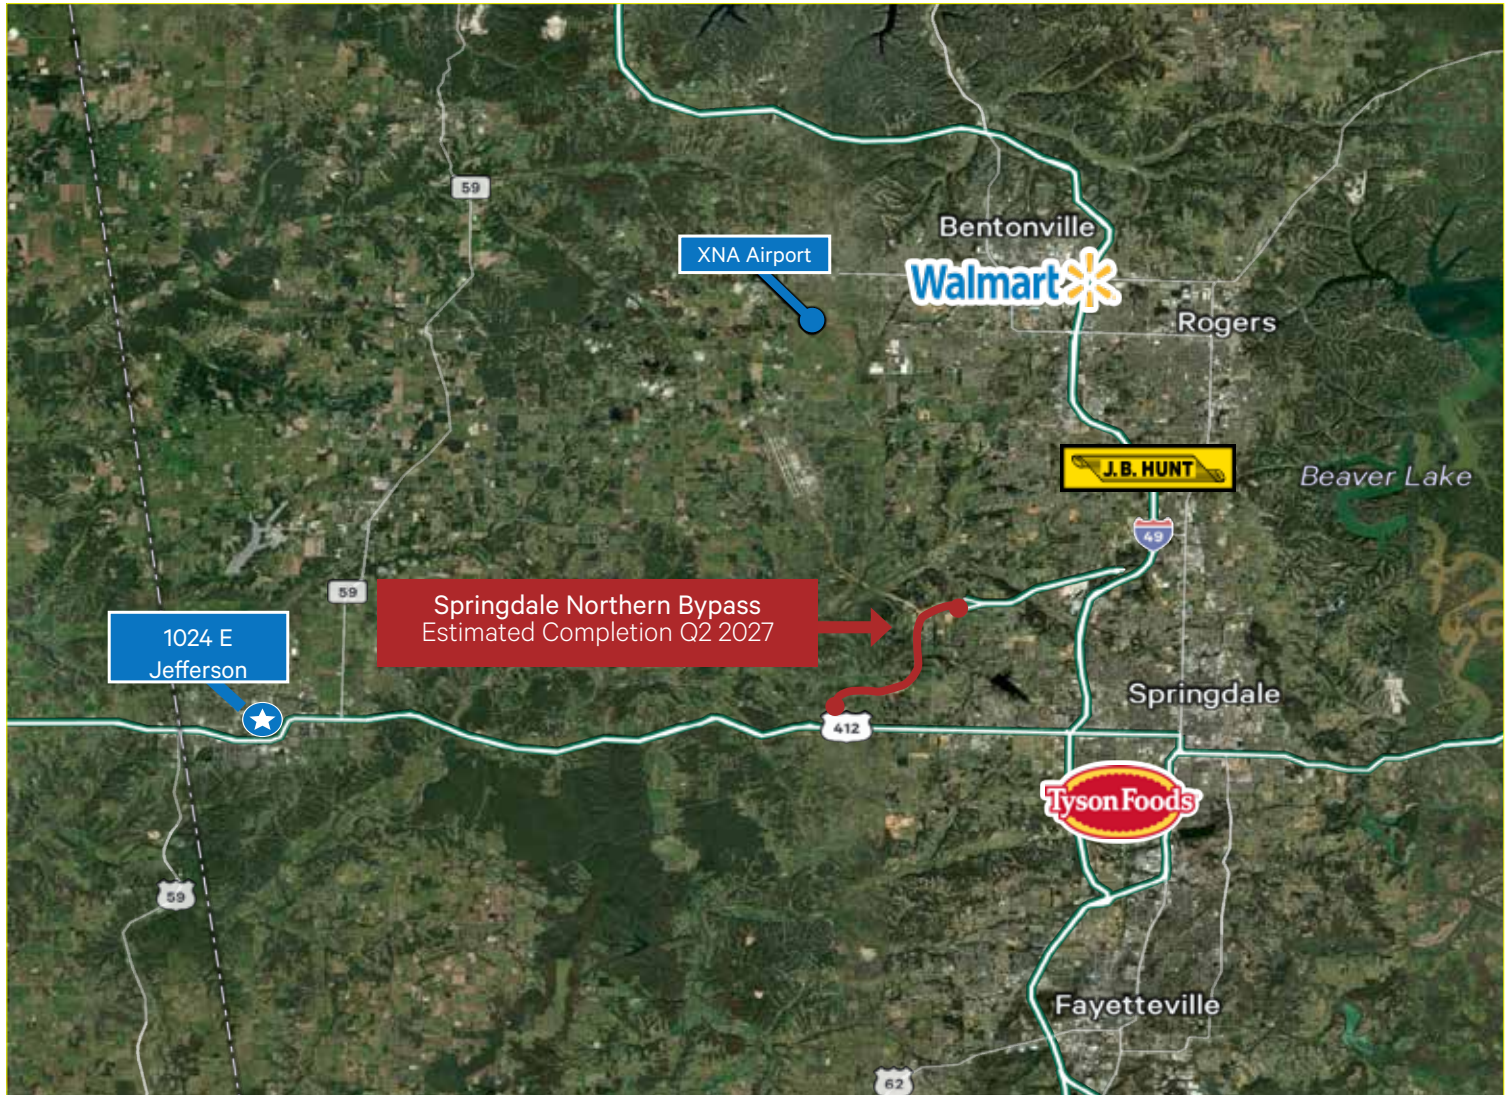 59
Bentonville
XNA Airport
Walmart
Rogers
J.B. HUNT
Beaver Lake
49
59
Springdale Northern Bypass
Estimated Completion Q2 2027
1024 E
Jefferson
Springdale
412
Tyson Foods
59
Fayetteville
62